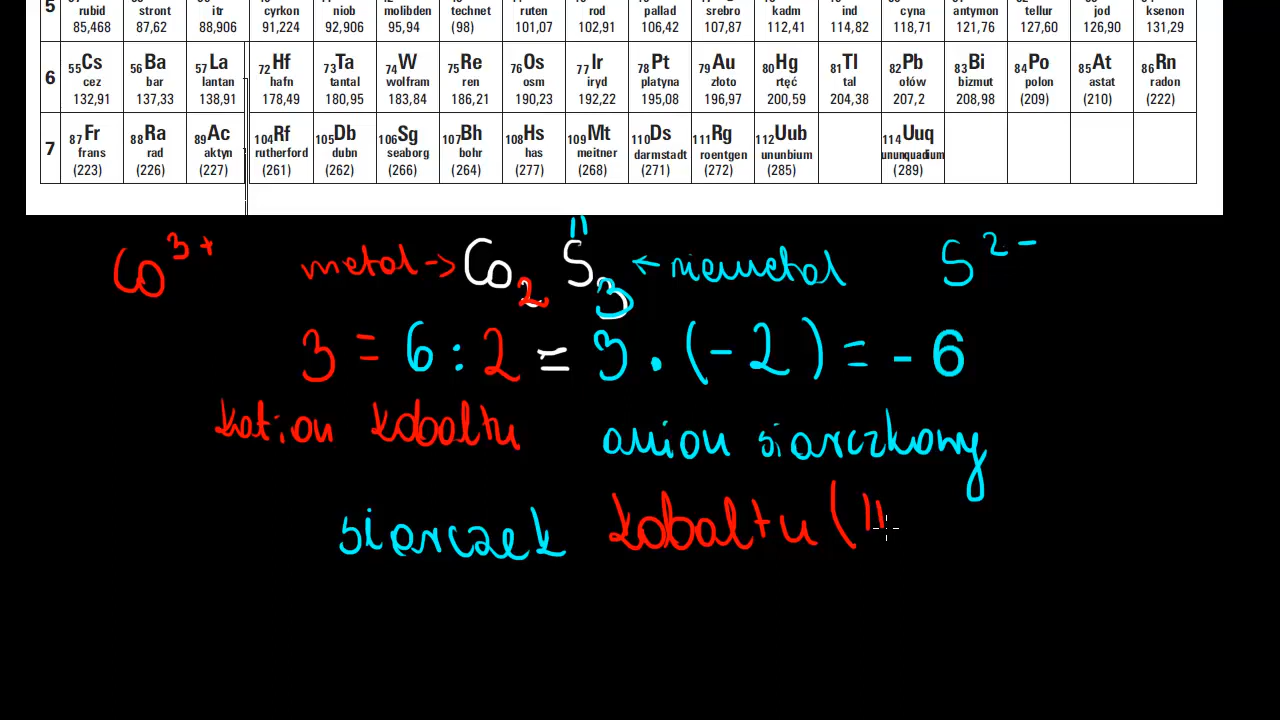 5 rubid stront itr cyrkon niob molibden technet ruten rod pallad srebro kadm ind cyna antymon tellur jod ksenon
85,468 87,62 88,906 91,224 92,906 95,94 (98) 101,07 102,91 106,42 107,87 112,41 114,82 118,71 121,76 127,60 126,90 131,29
55Cs 56Ba 57La 72Hf 73Ta 74W 75Re 76Os 77Ir 78Pt 79Au 80Hg 81Tl 82Pb 83Bi 84Po 85At 86Rn
6 cez bar lantan hafn tantal wolfram ren osm iryd platyna złoto rtęć tal ołów bizmut polon astat radon
132,91 137,33 138,91 178,49 180,95 183,84 186,21 190,23 192,22 195,08 196,97 200,59 204,38 207,2 208,98 (209) (210) (222)
87Fr 88Ra 89Ac 104Rf 105Db 106Sg 107Bh 108Hs 109Mt 110Ds 111Rg 112Uub 114Uuq
7 frans rad aktyn rutherford dubn seaborg bohr has meitner darmstadt roentgen ununbium ununquadium
(223) (226) (227) (261) (262) (266) (264) (277) (268) (271) (272) (285) (289)
II
Co3+ metal → Co2 S3 ← niemetal S2-
3 = 6 : 2 = 3 · (-2) = - 6
kation kobaltu anion siarczkowy
siarczek kobaltu (II